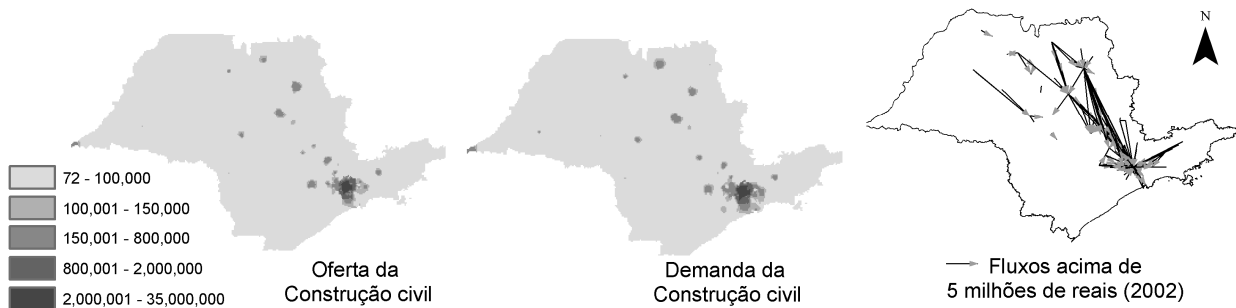 72 - 100,000
100,001 - 150,000
150,001 - 800,000
800,001 - 2,000,000
2,000,001 - 35,000,000
Oferta da
Construção civil
Demanda da
Construção civil
N
Fluxos acima de
5 milhões de reais (2002)